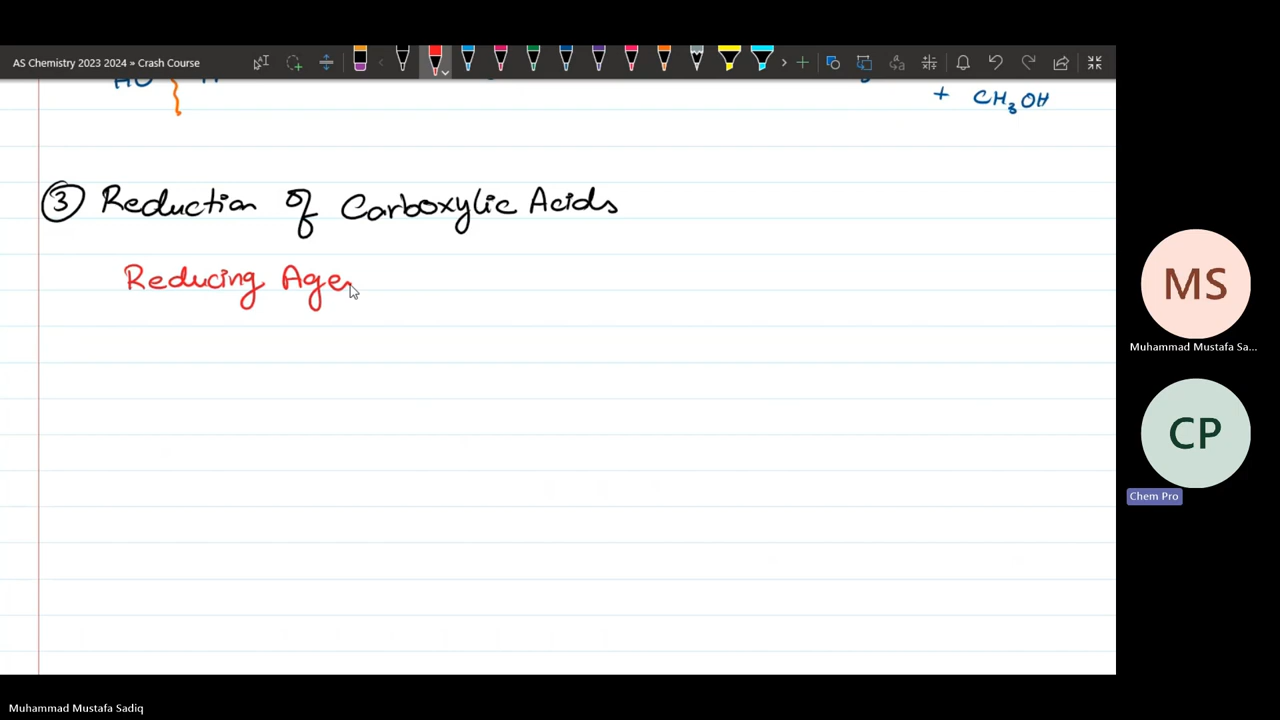 AS Chemistry 2023 2024 » Crash Course
+ CH3OH
③ Reduction of Carboxylic Acids
Reducing Age
MS
Muhammad Mustafa Sa...
CP
Chem Pro
Muhammad Mustafa Sadiq